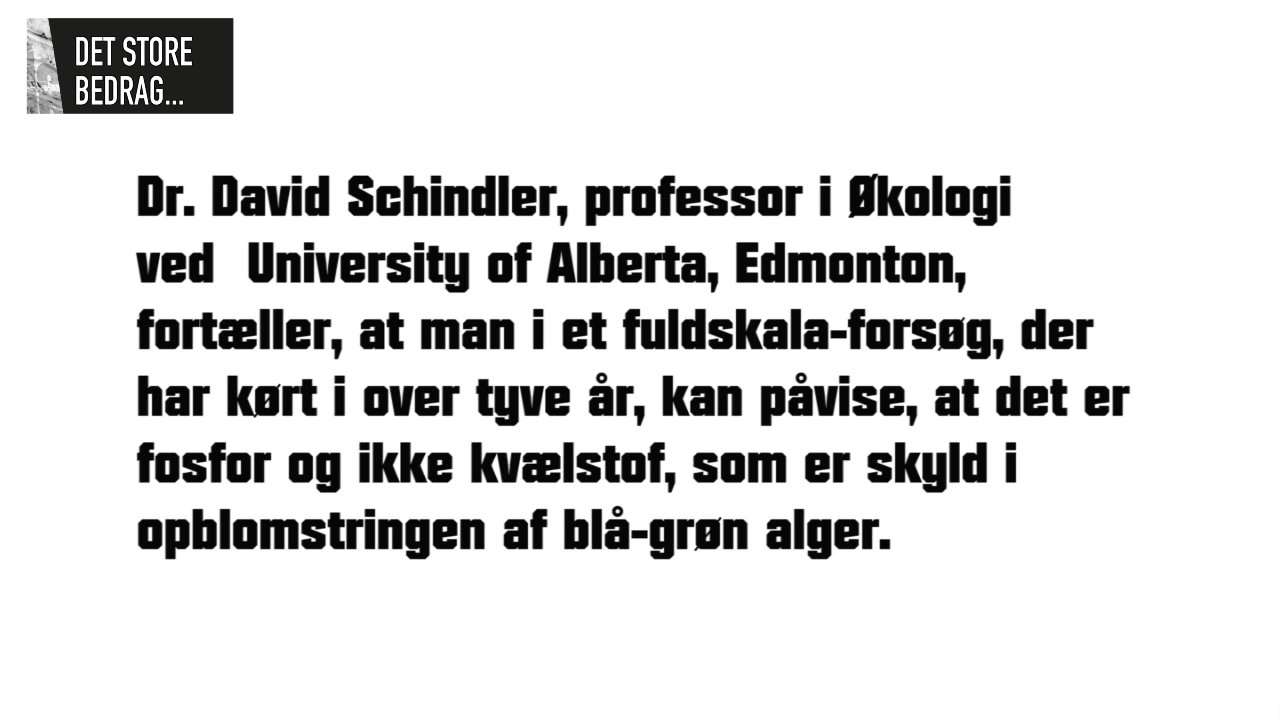 DET STORE
BEDRAG...
Dr. David Schindler, professor i Økologi
ved University of Alberta, Edmonton,
fortæller, at man i et fuldskala-forsøg, der
har kørt i over tyve år, kan påvise, at det er
fosfor og ikke kvælstof, som er skyld i
opblomstringen af blå-grøn alger.